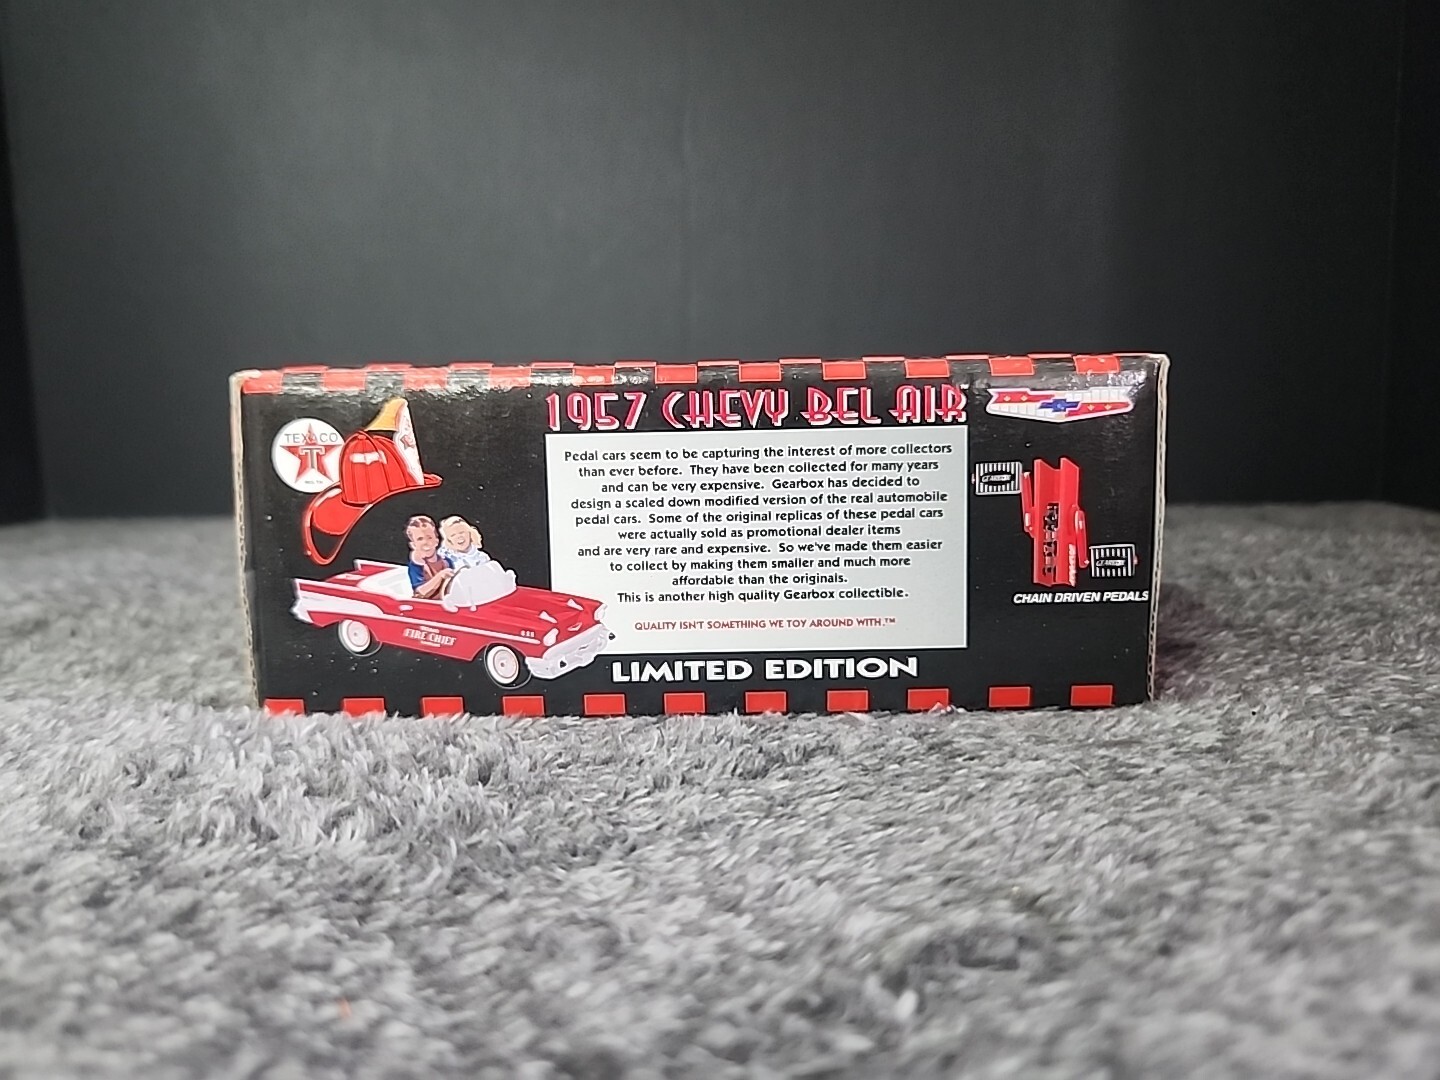 1957 CHEVY BEL AIR™
TEXACO
T
Pedal cars seem to be capturing the interest of more collectors
than ever before. They have been collected for many years
and can be very expensive. Gearbox has decided to
design a scaled down modified version of the real automobile
pedal cars. Some of the original replicas of these pedal cars
were actually sold as promotional dealer items
and are very rare and expensive. So we've made them easier
to collect by making them smaller and much more
affordable than the originals.
This is another high quality Gearbox collectible.
QUALITY ISN'T SOMETHING WE TOY AROUND WITH.™
LIMITED EDITION
FIRE CHIEF
CHAIN DRIVEN PEDALS